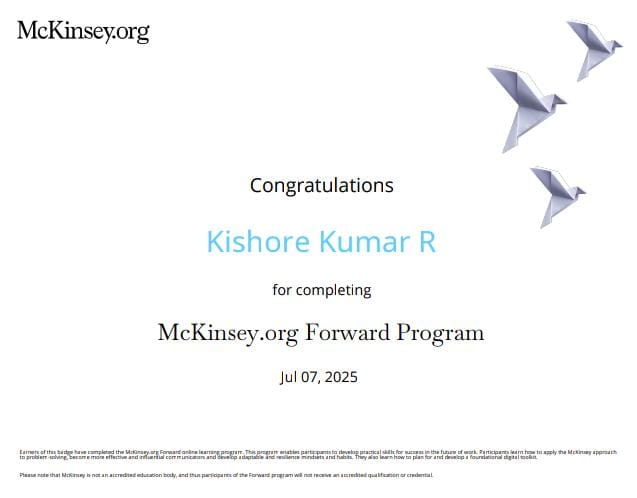 McKinsey.org
Congratulations
Kishore Kumar R
for completing
McKinsey.org Forward Program
Jul 07, 2025
Earners of this badge have completed the McKinsey.org Forward online learning program. This program enables participants to develop practical skills for success in the future of work. Participants learn how to apply the McKinsey approach
to problem-solving, become more effective and influential communicators and develop adaptable and resilience mindsets and habits. They also learn how to plan for and develop a foundational digital toolkit.
Please note that McKinsey is not an accredited education body, and thus participants of the Forward program will not receive an accredited qualification or credential.